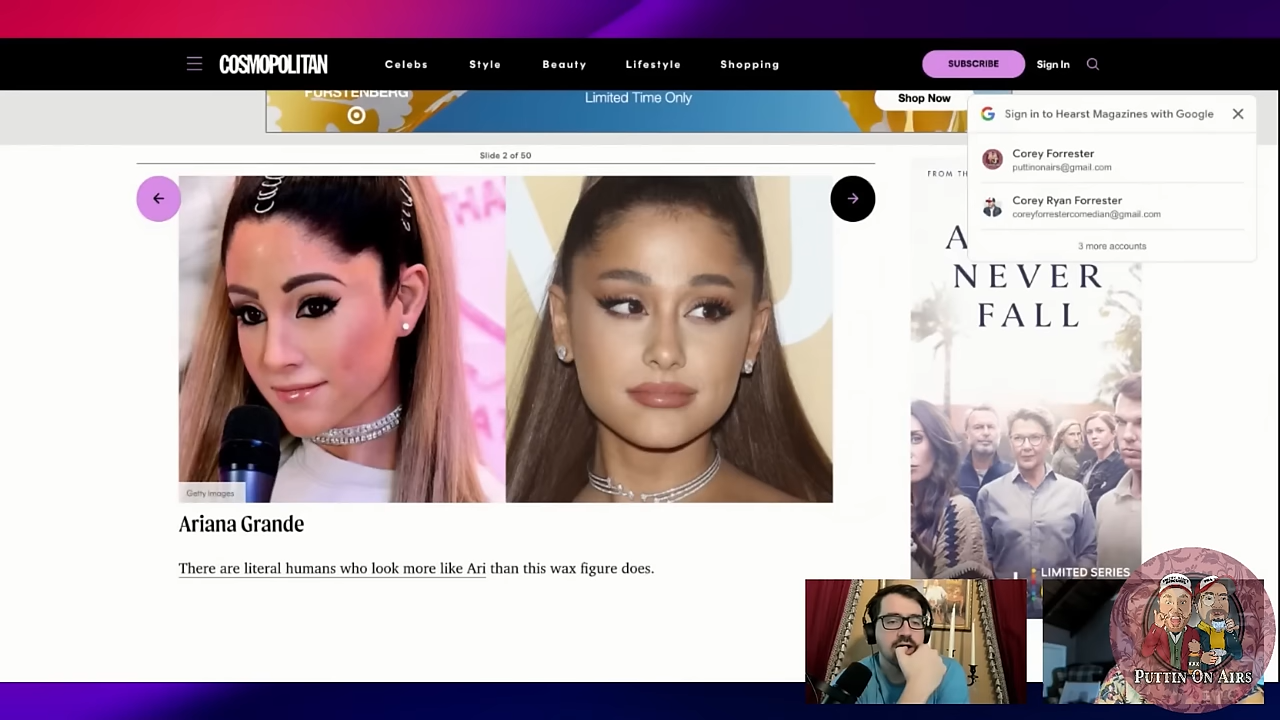 COSMOPOLITAN
Celebs Style Beauty Lifestyle Shopping
SUBSCRIBE Sign In
FURSTENBERG
Limited Time Only
Shop Now
Sign in to Hearst Magazines with Google
Corey Forrester
puttinonairs@gmail.com
Corey Ryan Forrester
coreyforrestercomedian@gmail.com
3 more accounts
Slide 2 of 50
FROM TH
A
NEVER
FALL
Getty Images
Ariana Grande
There are literal humans who look more like Ari than this wax figure does.
LIMITED SERIES
PUTTIN' ON AIRS